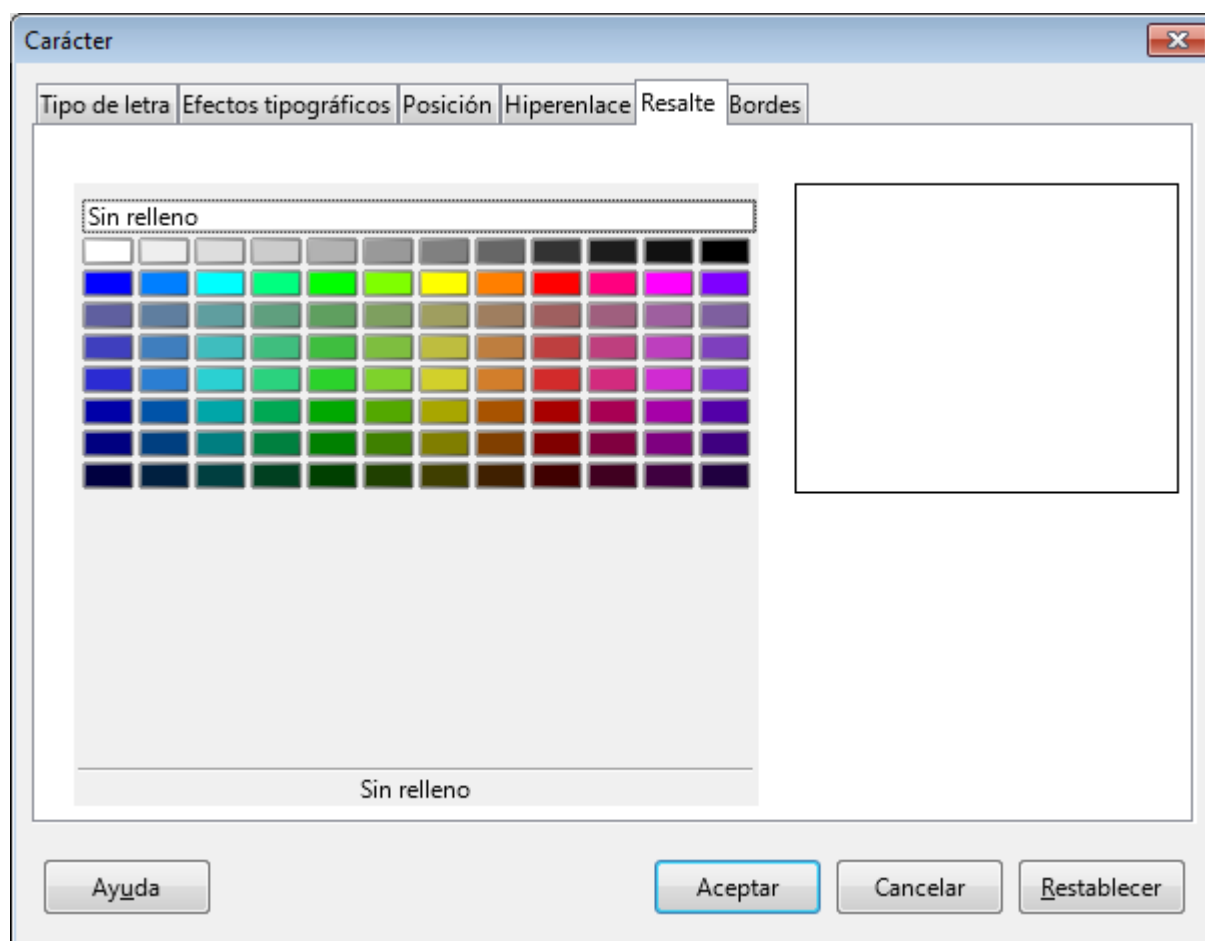 Carácter
Tipo de letra Efectos tipográficos Posición Hiperenlace Resalte Bordes
Sin relleno
Sin relleno
Ayuda Aceptar Cancelar Restablecer